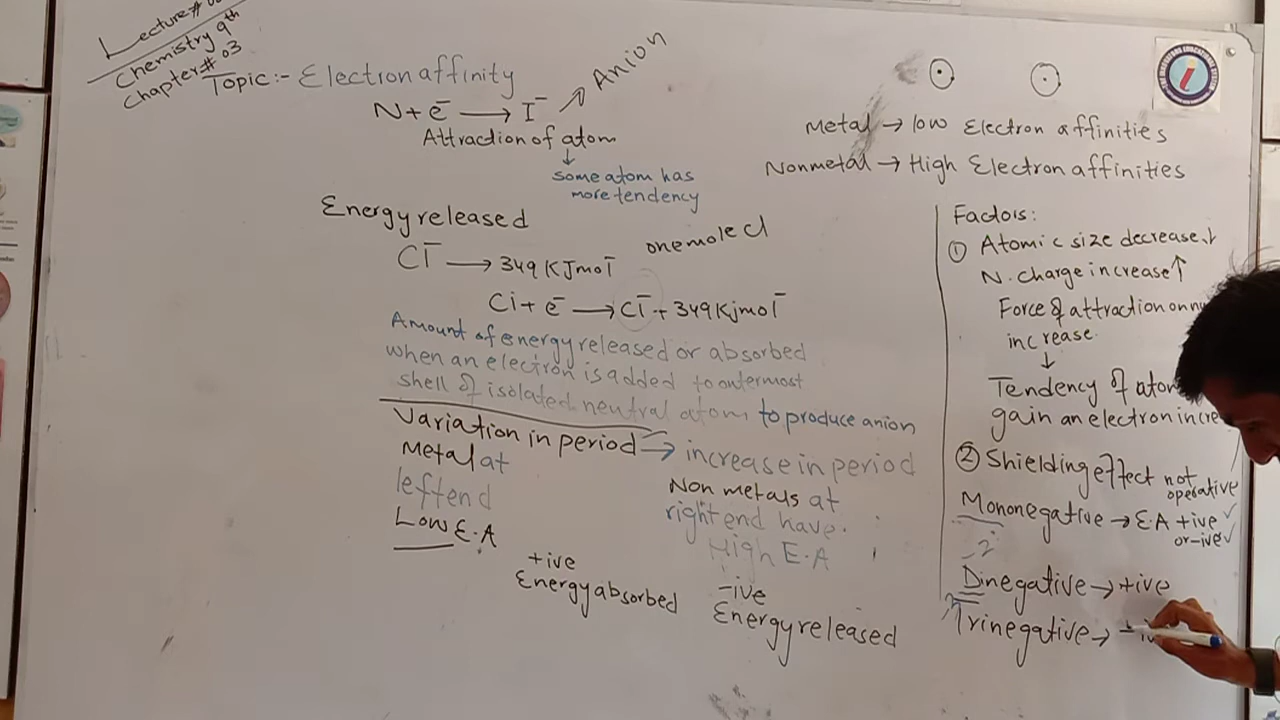 Lecture#
Chemistry 9th
Chapter# 03
Topic:- Electron affinity
N + e⁻ → I⁻ ↗ Anion
Attraction of atom
↓
some atom has
more tendency
Energy released
one mole Cl
Cl⁻ → 349 KJmol⁻
Cl + e⁻ → Cl⁻ + 349 Kjmol⁻
Amount of energy released or absorbed
when an electron is added to outermost
shell of isolated neutral atom to produce anion
Variation in period → increase in period
Metal at
left end
Low E.A
Non metals at
right end have
High E.A
+ive
Energy absorbed
-ive
Energy released
Metal → low Electron affinities
Nonmetal → High Electron affinities
Factors:
① Atomic size decrease ↓
N. charge increase ↑
Force of attraction on
increase
↓
Tendency of
gain an electron
② Shielding effect not
operative
Mononegative → E.A +ive ✓
or -ive ✓
-2
Dinegative → +ive
Trinegative →